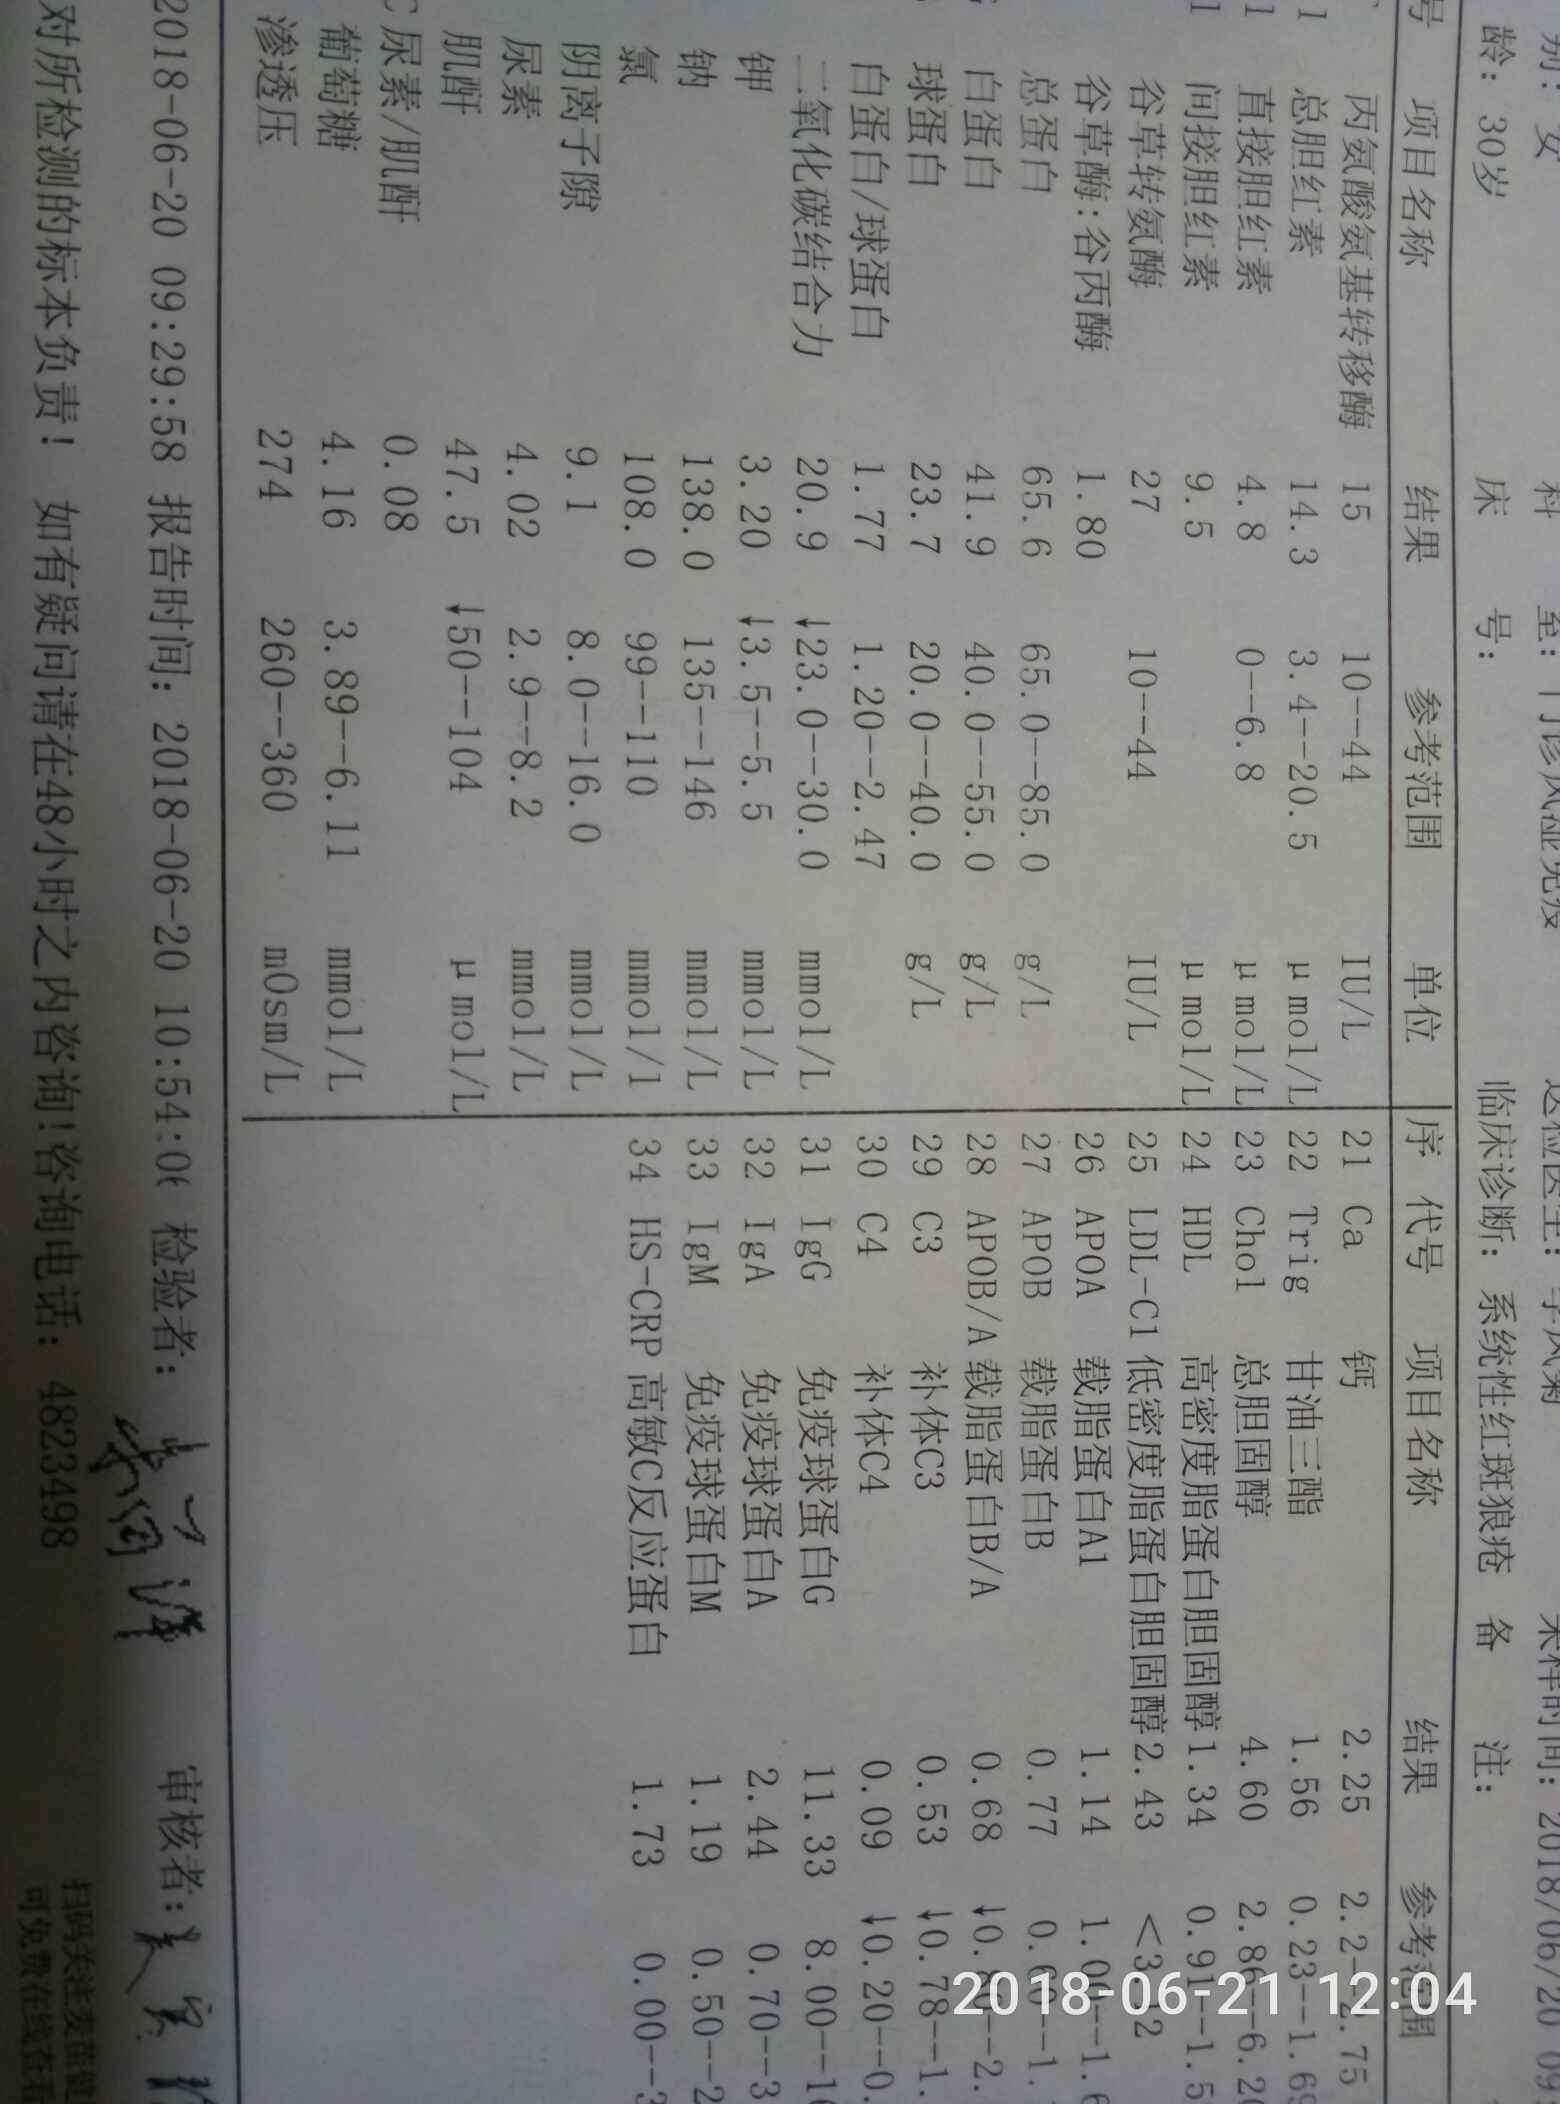 别：女 科 室：门诊风湿免疫 送检医生：李凤菊 采样时间：2018/06/20 09:
龄：30岁 床 号： 临床诊断：系统性红斑狼疮 备 注：
号 项目名称 结果 参考范围 单位 序 代号 项目名称 结果 参考范围
丙氨酸氨基转移酶 15 10--44 IU/L 21 Ca 钙 2.25 2.2--2.75
1 总胆红素 14.3 3.4--20.5 μmol/L 22 Trig 甘油三酯 1.56 0.23--1.69
1 直接胆红素 4.8 0--6.8 μmol/L 23 Chol 总胆固醇 4.60 2.86--6.20
1 间接胆红素 9.5 μmol/L 24 HDL 高密度脂蛋白胆固醇 1.34 0.91--1.5
谷草转氨酶 27 10--44 IU/L 25 LDL-C1 低密度脂蛋白胆固醇 2.43 <3.12
谷草酶:谷丙酶 1.80 26 APOA 载脂蛋白A1 1.14 1.00--1.6
总蛋白 65.6 65.0--85.0 g/L 27 APOB 载脂蛋白B 0.77 0.60--1.
白蛋白 41.9 40.0--55.0 g/L 28 APOB/A 载脂蛋白B/A 0.68 ↓0.80--2.
球蛋白 23.7 20.0--40.0 g/L 29 C3 补体C3 0.53 ↓0.78--1.
白蛋白/球蛋白 1.77 1.20--2.47 30 C4 补体C4 0.09 ↓0.20--0.
二氧化碳结合力 20.9 ↓23.0--30.0 mmol/L 31 IgG 免疫球蛋白G 11.33 8.00--16
钾 3.20 ↓3.5--5.5 mmol/L 32 IgA 免疫球蛋白A 2.44 0.70--3
钠 138.0 135--146 mmol/L 33 IgM 免疫球蛋白M 1.19 0.50--2
氯 108.0 99--110 mmol/l 34 HS-CRP 高敏C反应蛋白 1.73 0.00--3
阴离子隙 9.1 8.0--16.0 mmol/L
尿素 4.02 2.9--8.2 mmol/L
肌酐 47.5 ↓50--104 μmol/L
C 尿素/肌酐 0.08
葡萄糖 4.16 3.89--6.11 mmol/L
渗透压 274 260--360 mOsm/L
2018-06-20 09:29:58 报告时间：2018-06-20 10:54:06 检验者： 审核者：
对所检测的标本负责！ 如有疑问请在48小时之内咨询!咨询电话：4823498
扫码关注麦苗健
可免费在线查看
2018-06-21 12:04